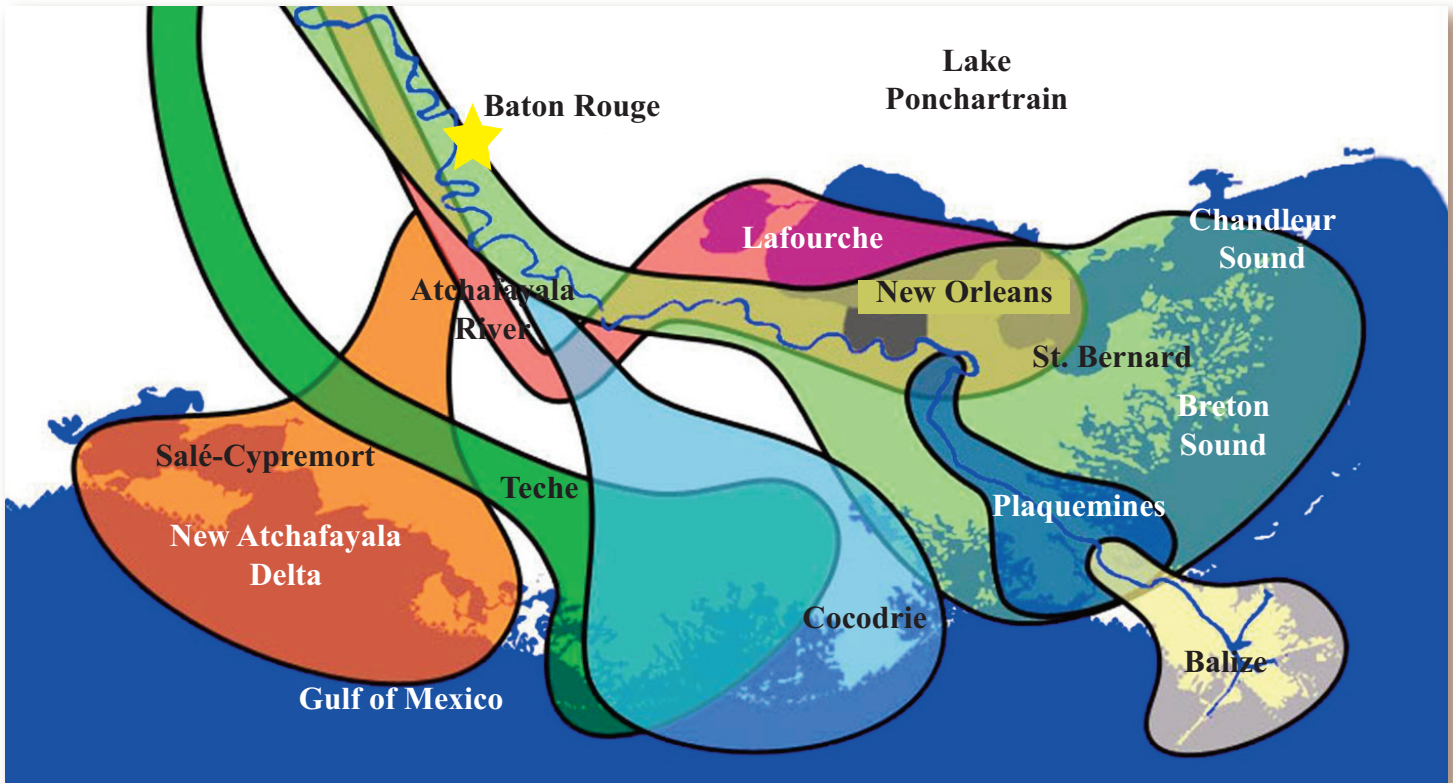 Lake
Ponchartrain
Baton Rouge
Chandleur
Sound
Lafourche
Atchafayala
River
New Orleans
St. Bernard
Breton
Sound
Salé-Cypremort
Teche
Plaquemines
New Atchafayala
Delta
Cocodrie
Balize
Gulf of Mexico